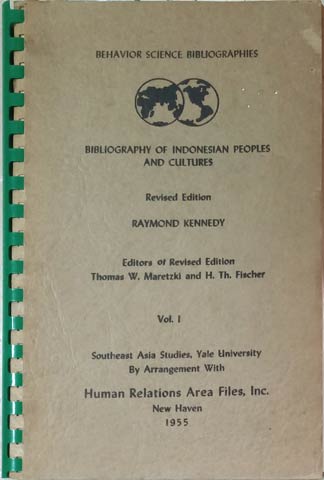 BEHAVIOR SCIENCE BIBLIOGRAPHIES
BIBLIOGRAPHY OF INDONESIAN PEOPLES
AND CULTURES
Revised Edition
RAYMOND KENNEDY
Editors of Revised Edition
Thomas W. Maretzki and H. Th. Fischer
Vol. I
Southeast Asia Studies, Yale University
By Arrangement With
Human Relations Area Files, Inc.
New Haven
1955